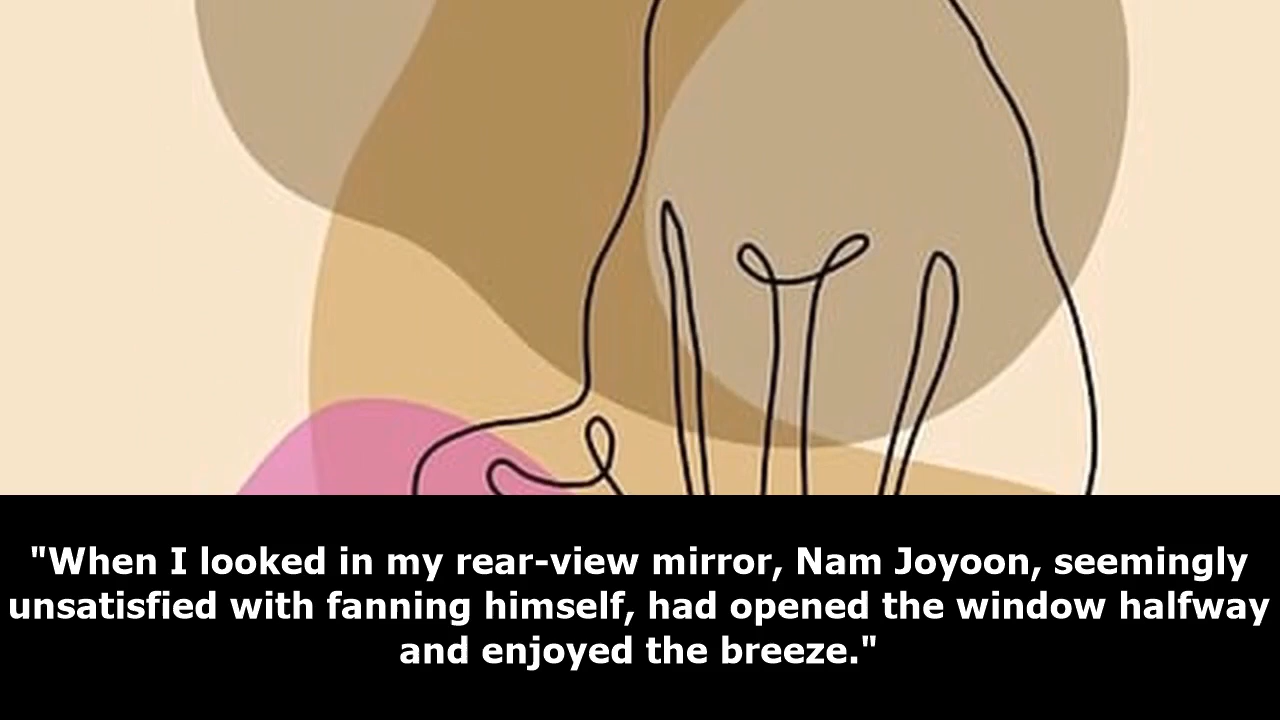 "When I looked in my rear-view mirror, Nam Joyoon, seemingly
unsatisfied with fanning himself, had opened the window halfway
and enjoyed the breeze."